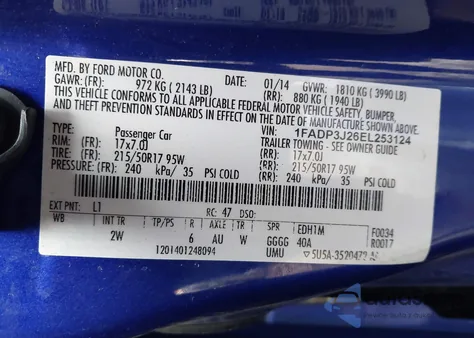 MFD. BY FORD MOTOR CO.
DATE: 01/14 GVWR: 1810 KG ( 3990 LB)
GAWR: (FR): 972 KG ( 2143 LB) (RR): 880 KG ( 1940 LB)
THIS VEHICLE CONFORMS TO ALL APPLICABLE FEDERAL MOTOR VEHICLE SAFETY, BUMPER,
AND THEFT PREVENTION STANDARDS IN EFFECT ON THE DATE OF MANUFACTURE SHOWN ABOVE.
VIN: 1FADP3J26EL253124
TYPE: Passenger Car TRAILER TOWING - SEE OWNER GUIDE
RIM: 17x7.0J 17x7.0J
TIRE: (FR): 215/50R17 95W (RR): 215/50R17 95W
PRESSURE: (FR): 240 kPa/ 35 PSI COLD (RR): 240 kPa/ 35 PSI COLD
EXT PNT: L1 RC: 47 DSO:
WB INT TR TP/PS R AXLE TR SPR EDH1M F0034
2W 6 AU W GGGG 40A R0017
1201401248094 UMU